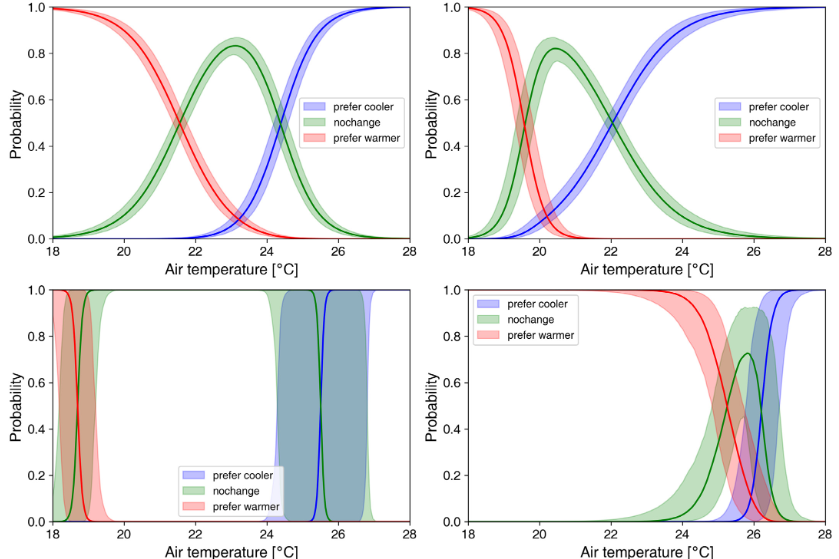 1.0
0.8
0.6
0.4
0.2
0.0
Probability
18 20 22 24 26 28
Air temperature [°C]
prefer cooler
nochange
prefer warmer
1.0
0.8
0.6
0.4
0.2
0.0
Probability
18 20 22 24 26 28
Air temperature [°C]
prefer cooler
nochange
prefer warmer
1.0
0.8
0.6
0.4
0.2
0.0
Probability
18 20 22 24 26 28
Air temperature [°C]
prefer cooler
nochange
prefer warmer
1.0
0.8
0.6
0.4
0.2
0.0
Probability
18 20 22 24 26 28
Air temperature [°C]
prefer cooler
nochange
prefer warmer